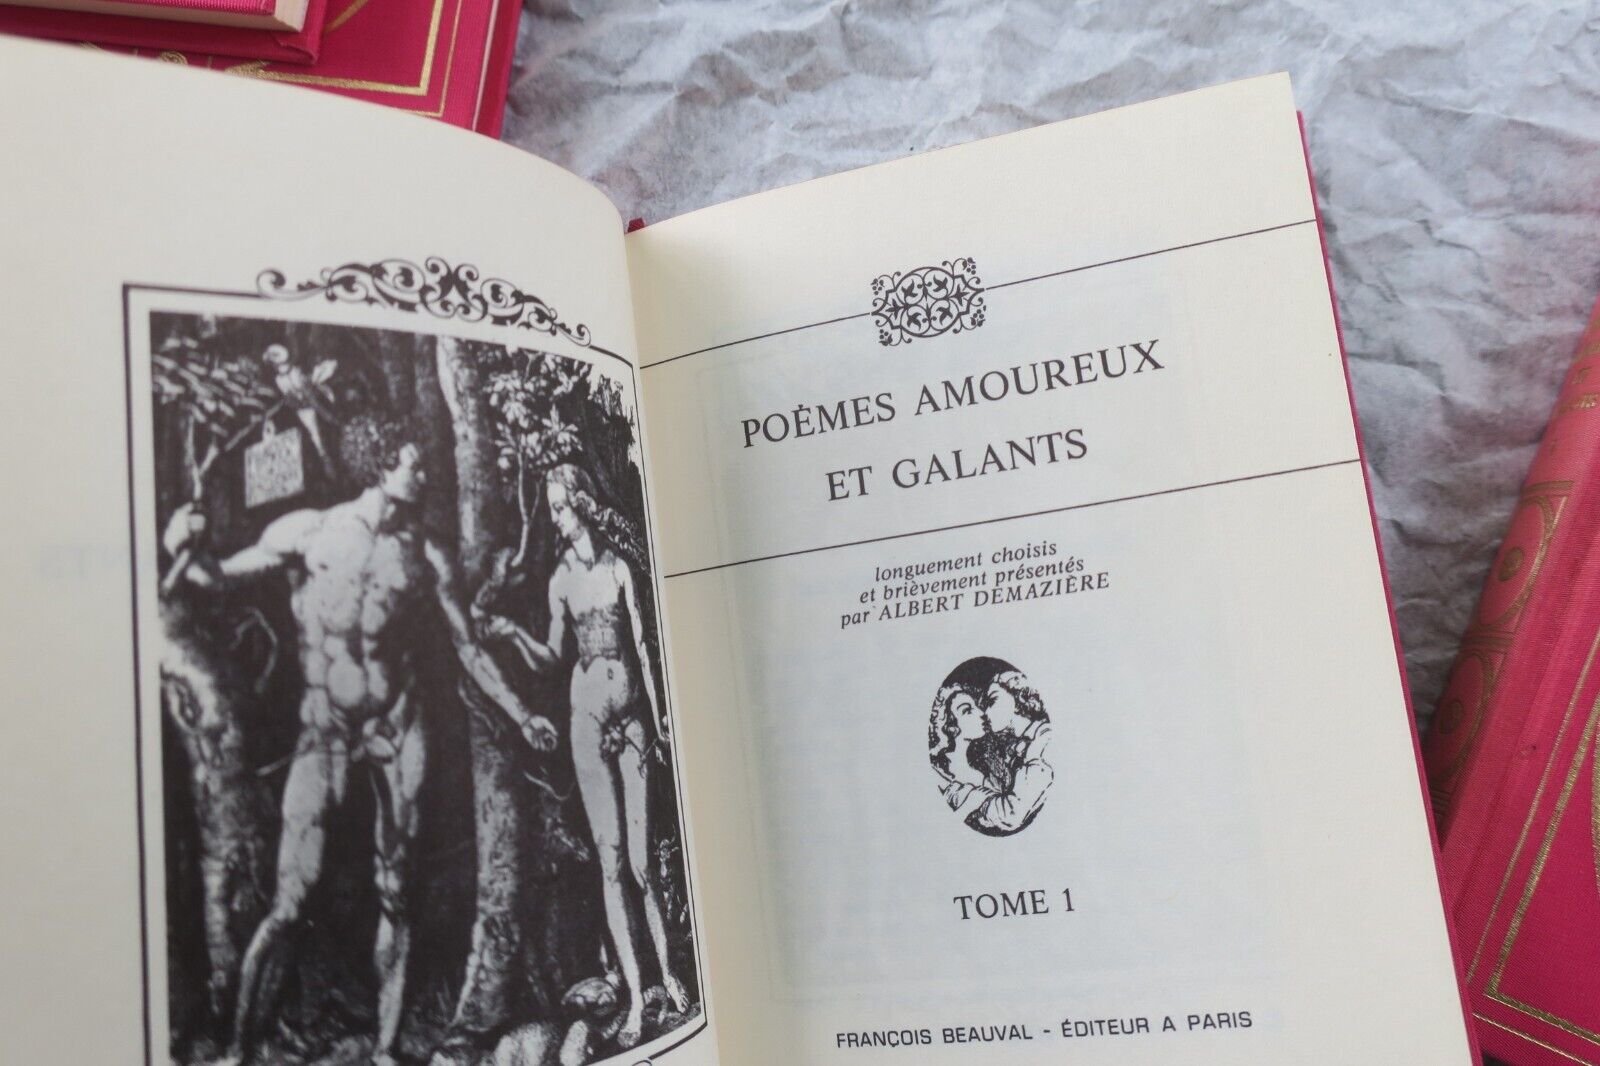 POÈMES AMOUREUX
ET GALANTS
longuement choisis
et brièvement présentés
par ALBERT DEMAZIÈRE
TOME 1
FRANÇOIS BEAUVAL - ÉDITEUR A PARIS